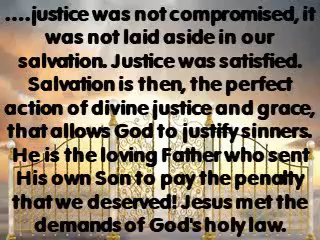 ....justice was not compromised, it
was not laid aside in our
salvation. Justice was satisfied.
Salvation is then, the perfect
action of divine justice and grace,
that allows God to justify sinners.
He is the loving Father who sent
His own Son to pay the penalty
that we deserved! Jesus met the
demands of God's holy law.